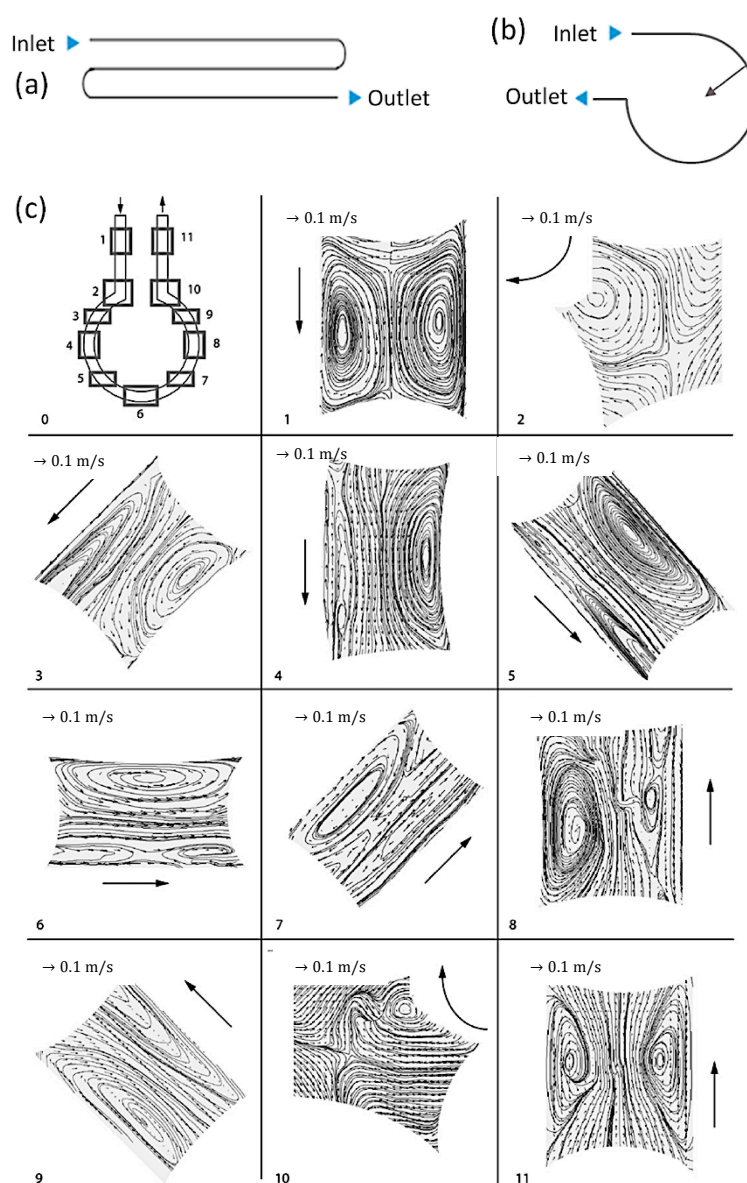 Inlet
(a)
Outlet
(b)
Inlet
Outlet
(c)
1
11
2
10
3
9
4
8
5
7
6
0
→ 0.1 m/s
1
→ 0.1 m/s
2
→ 0.1 m/s
3
→ 0.1 m/s
4
→ 0.1 m/s
5
→ 0.1 m/s
6
→ 0.1 m/s
7
→ 0.1 m/s
8
→ 0.1 m/s
9
→ 0.1 m/s
10
→ 0.1 m/s
11